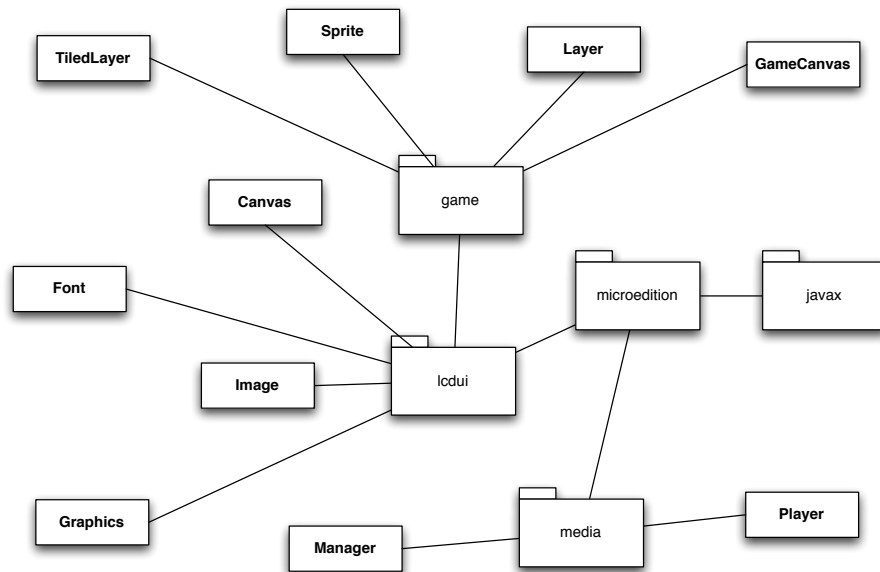 Sprite
TiledLayer
Layer
GameCanvas
game
Canvas
Font
microedition
javax
Image
lcdui
Graphics
Manager
media
Player